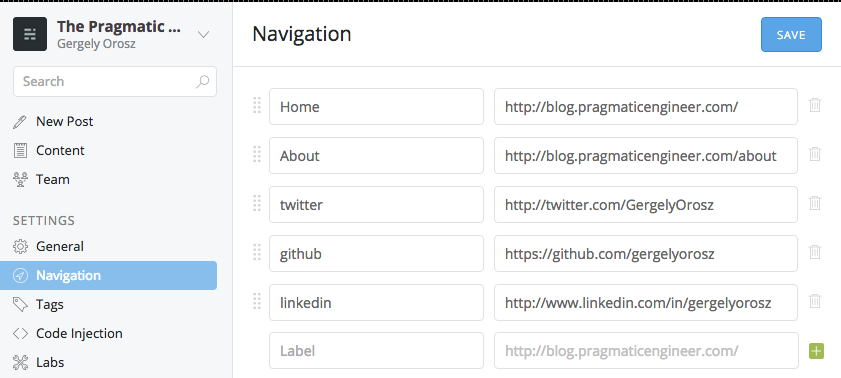 The Pragmatic ...
Gergely Orosz
Search
New Post
Content
Team
SETTINGS
General
Navigation
Tags
Code Injection
Labs
Navigation
SAVE
Home http://blog.pragmaticengineer.com/
About http://blog.pragmaticengineer.com/about
twitter http://twitter.com/GergelyOrosz
github https://github.com/gergelyorosz
linkedin http://www.linkedin.com/in/gergelyorosz
Label http://blog.pragmaticengineer.com/